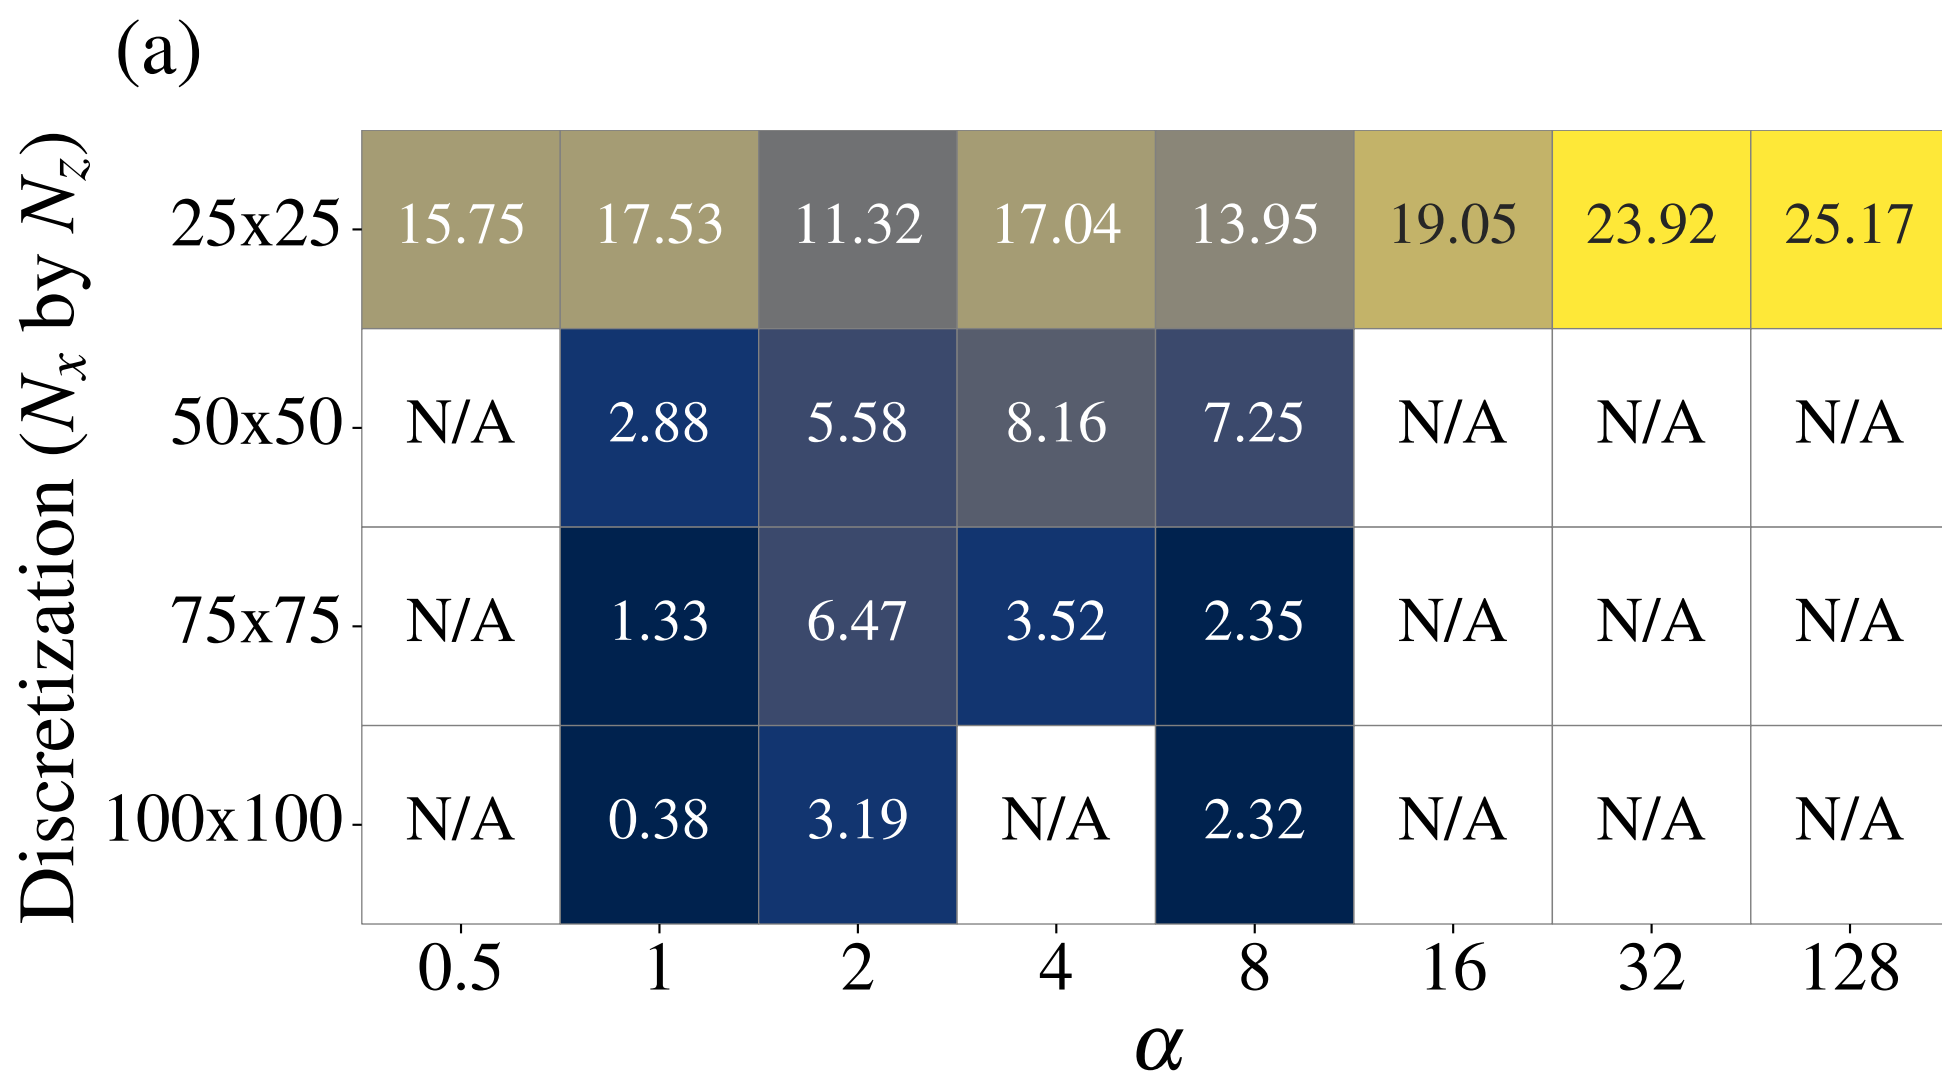 (a)
Discretization (Nx by Nz)
25x25 15.75 17.53 11.32 17.04 13.95 19.05 23.92 25.17
50x50 N/A 2.88 5.58 8.16 7.25 N/A N/A N/A
75x75 N/A 1.33 6.47 3.52 2.35 N/A N/A N/A
100x100 N/A 0.38 3.19 N/A 2.32 N/A N/A N/A
0.5 1 2 4 8 16 32 128
α